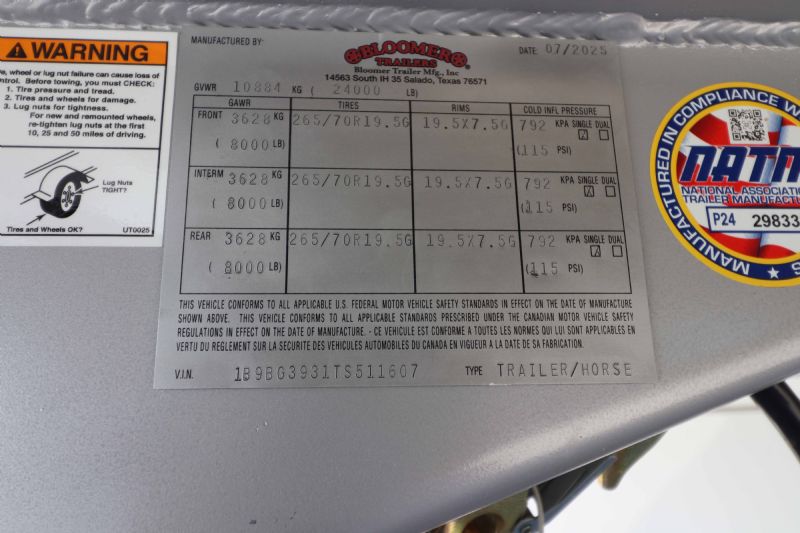 WARNING
wheel or lug nut failure can cause loss of
Before towing, you must CHECK:
1. Tire pressure and tread.
2. Tires and wheels for damage.
3. Lug nuts for tightness.
For new and remounted wheels,
re-tighten lug nuts at the first
10, 25 and 50 miles of driving.
Lug Nuts
TIGHT?
Tires and Wheels OK? UT0025
MANUFACTURED BY: BLOOMER DATE 07/2025
TRAILERS
Bloomer Trailer Mfg., Inc
14563 South IH 35 Salado, Texas 76571
GVWR 10884 KG ( 24000 LB)
GAWR TIRES RIMS COLD INFL PRESSURE
FRONT 3628 KG 265/70R19.5G 19.5X7.5G 792 KPA SINGLE DUAL
( 8000 LB) (115 PSI)
INTERM 3628 KG 265/70R19.5G 19.5X7.5G 792 KPA SINGLE DUAL
( 8000 LB) (115 PSI)
REAR 3628 KG 265/70R19.5G 19.5X7.5G 792 KPA SINGLE DUAL
( 8000 LB) (115 PSI)
THIS VEHICLE CONFORMS TO ALL APPLICABLE U.S. FEDERAL MOTOR VEHICLE SAFETY STANDARDS IN EFFECT ON THE DATE OF MANUFACTURE
SHOWN ABOVE. THIS VEHICLE CONFORMS TO ALL APPLICABLE STANDARDS PRESCRIBED UNDER THE CANADIAN MOTOR VEHICLE SAFETY
REGULATIONS IN EFFECT ON THE DATE OF MANUFACTURE. - CE VEHICULE EST CONFORME A TOUTES LES NORMES QUI LUI SONT APPLICABLES EN
VERTU DU REGLEMENT SUR LA SECURITE DES VEHICULES AUTOMOBILES DU CANADA EN VIGUEUR A LA DATE DE SA FABRICATION.
V.I.N. 1B9BG3931TS511607 TYPE TRAILER/HORSE
MANUFACTURED IN COMPLIANCE
NATM
NATIONAL
TRAILER
P24 29833